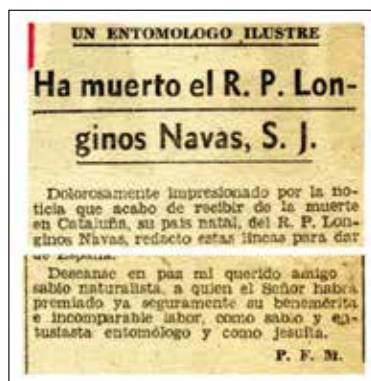 UN ENTOMOLOGO ILUSTRE
Ha muerto el R. P. Lon-
ginos Navas, S. J.
Dolorosamente impresionado por la no-
ticia que acabo de recibir de la muerte
en Cataluña, su pais natal, del R. P. Lon-
ginos Navas, redacto estas líneas para dar
de España.
Descanse en paz mi querido amigo
sabio naturalista, a quien el Señor habrá
premiado ya seguramente su benemérita
e incomparable labor, como sabio y en-
tusiasta entomólogo y como jesuíta.
P. F. M.